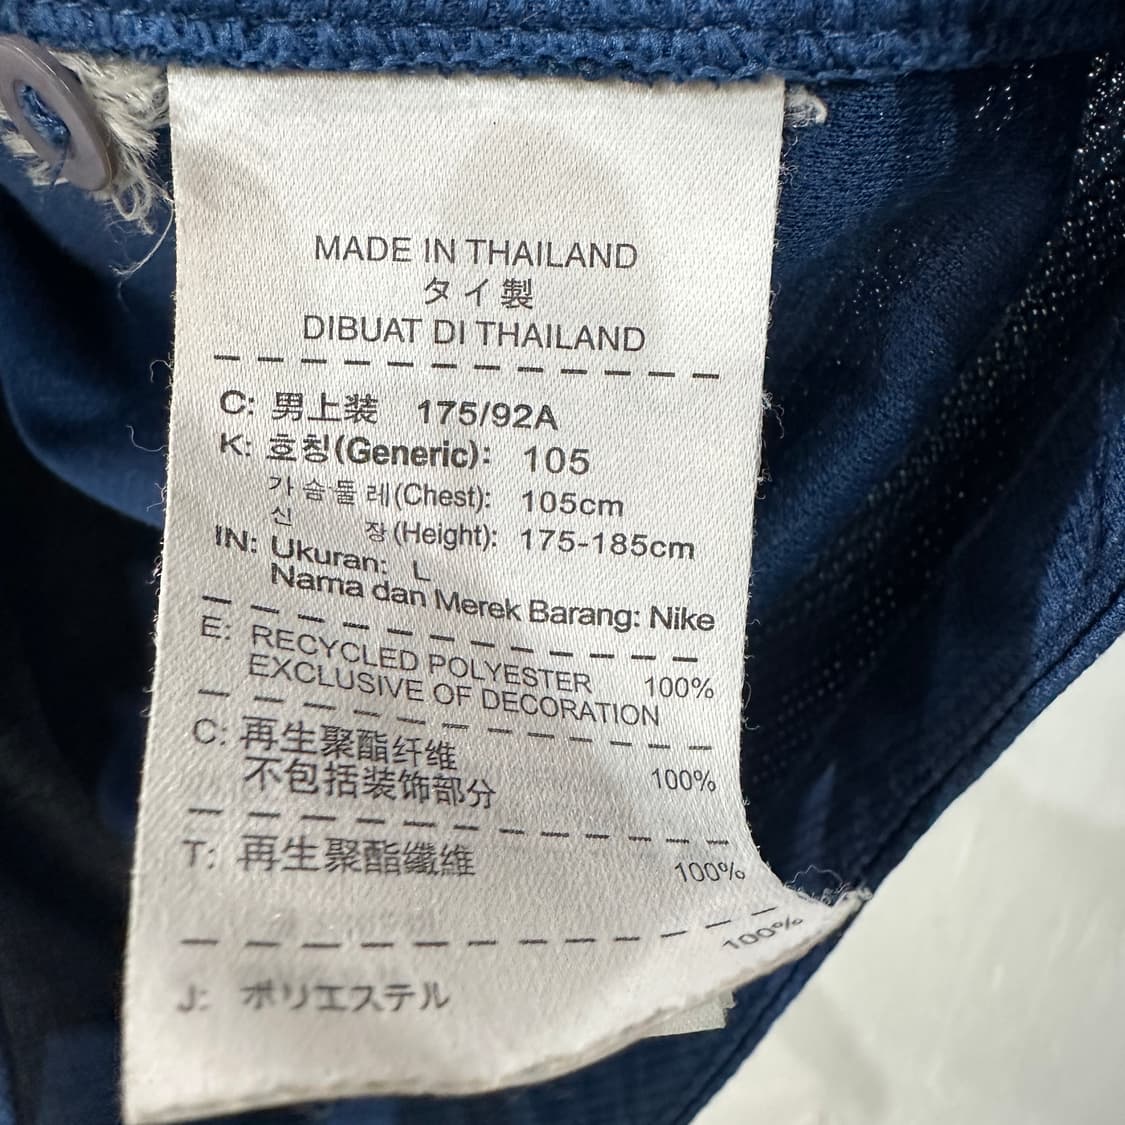 MADE IN THAILAND
タイ製
DIBUAT DI THAILAND
C: 男上装 175/92A
K: 호칭(Generic): 105
가슴둘레(Chest): 105cm
신 장(Height): 175-185cm
IN: Ukuran: L
Nama dan Merek Barang: Nike
E: RECYCLED POLYESTER 100%
EXCLUSIVE OF DECORATION
C: 再生聚酯纤维 100%
不包括装饰部分
T: 再生聚酯纖維 100%
J: ポリエステル 100%